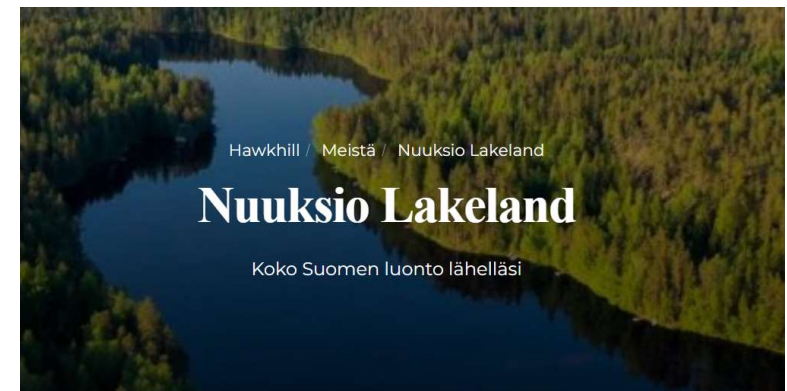 Hawkhill / Meistä / Nuuksio Lakeland
Nuuksio Lakeland
Koko Suomen luonto lähelläsi